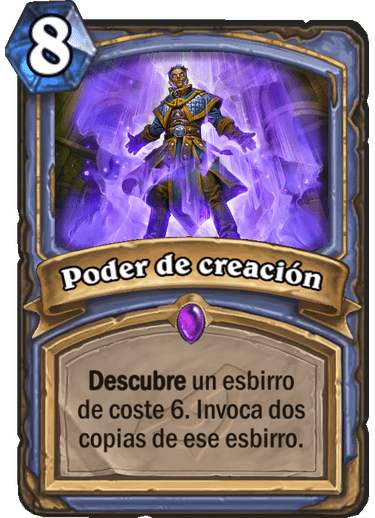 8
Poder de creación
Descubre un esbirro
de coste 6. Invoca dos
copias de ese esbirro.